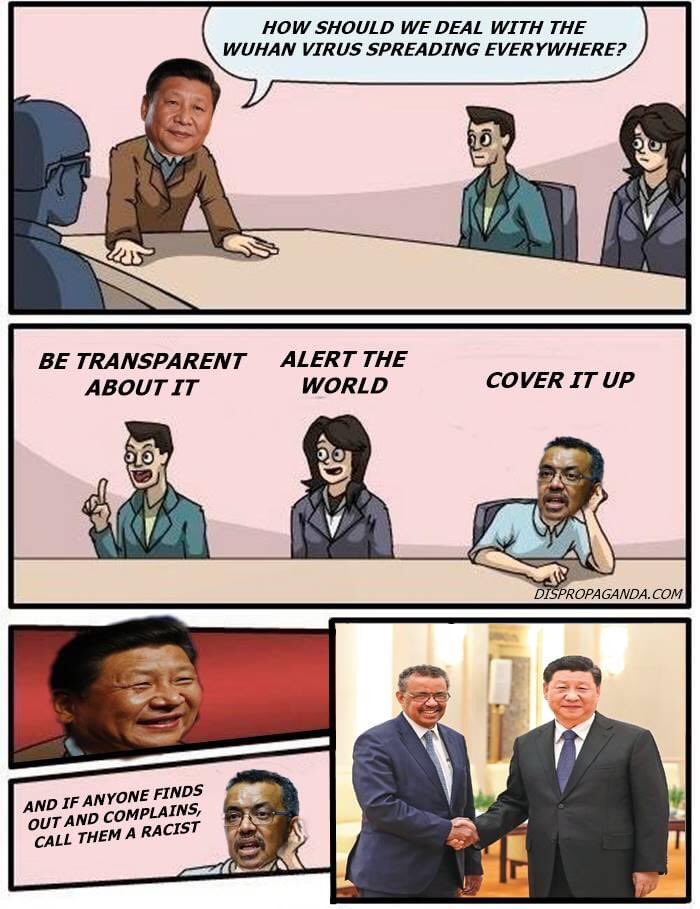 HOW SHOULD WE DEAL WITH THE
WUHAN VIRUS SPREADING EVERYWHERE?
BE TRANSPARENT
ABOUT IT
ALERT THE
WORLD
COVER IT UP
DISPROPAGANDA.COM
AND IF ANYONE FINDS
OUT AND COMPLAINS,
CALL THEM A RACIST